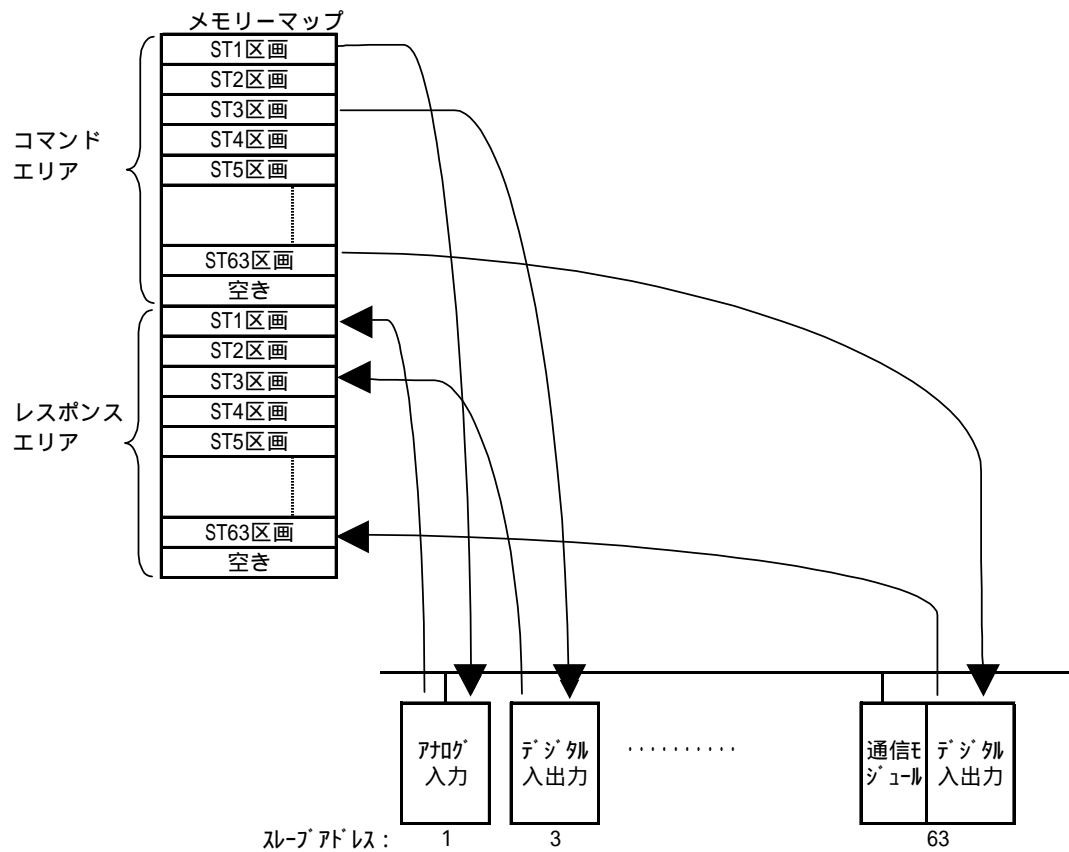 メモリーマップ
ST1区画
ST2区画
ST3区画
ST4区画
ST5区画
ST63区画
空き
コマンド
エリア
ST1区画
ST2区画
ST3区画
ST4区画
ST5区画
ST63区画
空き
レスポンス
エリア
ｱﾅﾛｸﾞ
入力
ﾃﾞｼﾞﾀﾙ
入出力
··········
通信ﾓ
ｼﾞｭｰﾙ
ﾃﾞｼﾞﾀﾙ
入出力
ｽﾚｰﾌﾞｱﾄﾞﾚｽ： 1 3 63